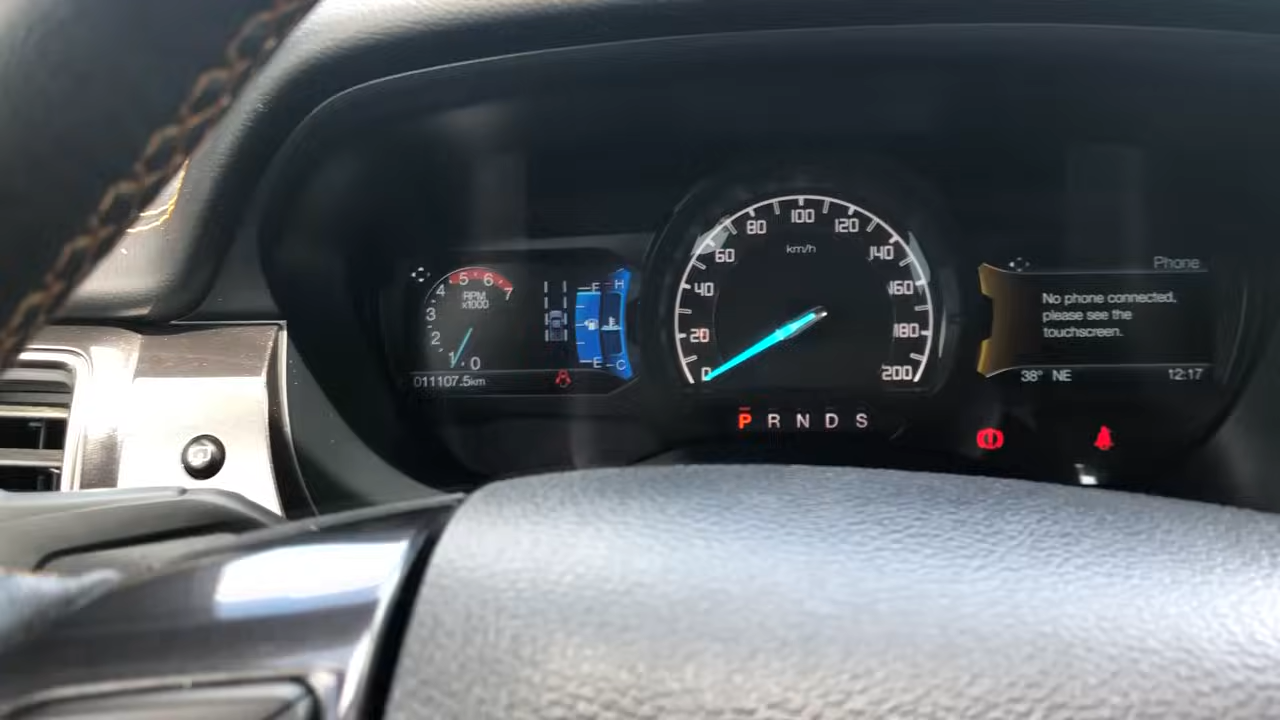 4 5 6 7
3
2
1
0
RPM
X1000
F H
E C
011107.5km
0 20 40 60 80 100 120 140 160 180 200
km/h
P R N D S
Phone
No phone connected,
please see the
touchscreen.
38° NE 12:17